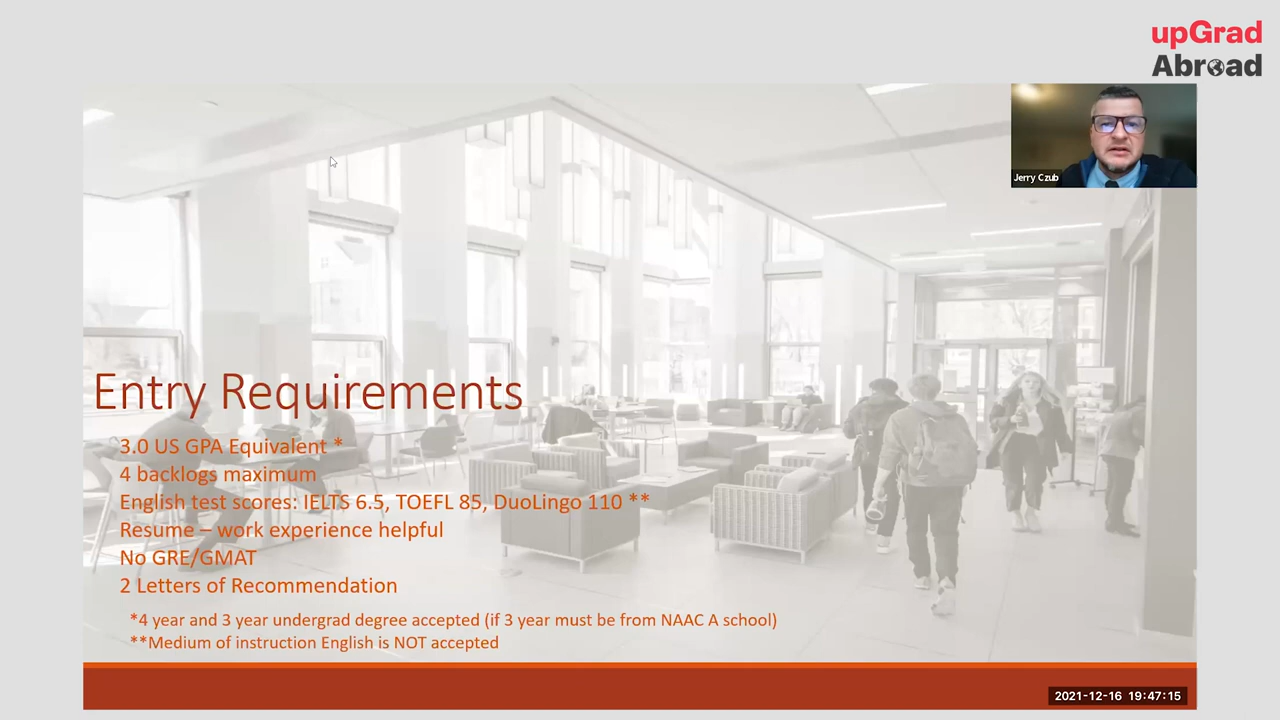 upGrad
Abroad
Jerry Czub
Entry Requirements
3.0 US GPA Equivalent *
4 backlogs maximum
English test scores: IELTS 6.5, TOEFL 85, DuoLingo 110 **
Resume – work experience helpful
No GRE/GMAT
2 Letters of Recommendation
*4 year and 3 year undergrad degree accepted (if 3 year must be from NAAC A school)
**Medium of instruction English is NOT accepted
2021-12-16 19:47:15